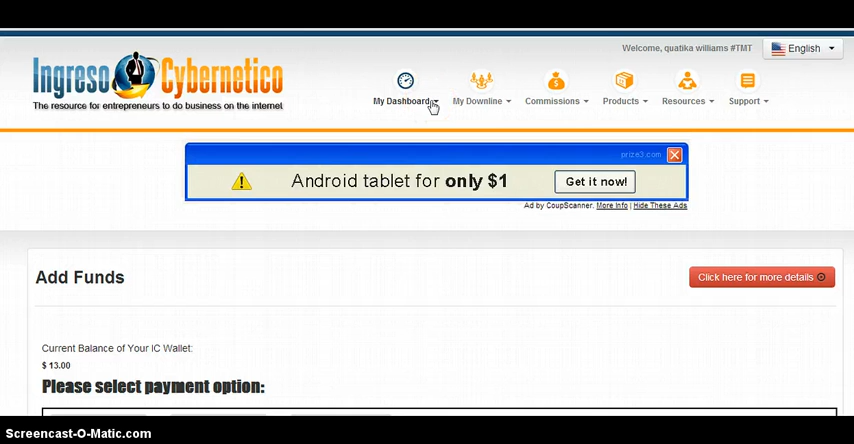 Welcome, quatika williams #TMT
English
Ingreso Cybernetico
The resource for entrepreneurs to do business on the internet
My Dashboard
My Downline
Commissions
Products
Resources
Support
prize3.com
Android tablet for only $1
Get it now!
Ad by CoupScanner. More Info | Hide These Ads
Add Funds
Click here for more details
Current Balance of Your IC Wallet:
$ 13.00
Please select payment option:
Screencast-O-Matic.com